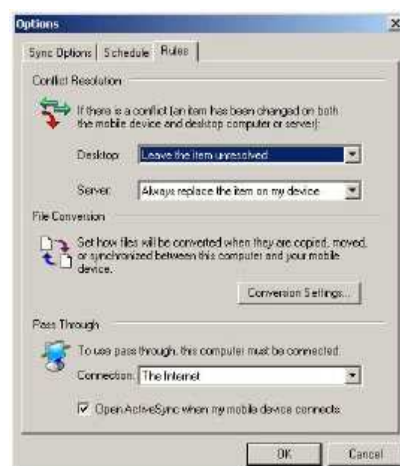 Options
Sync Options Schedule Rules
Conflict Resolution
If there is a conflict (an item has been changed on both
the mobile device and desktop computer or server):
Desktop: Leave the item unresolved
Server: Always replace the item on my device
File Conversion
Set how files will be converted when they are copied, moved,
or synchronized between this computer and your mobile
device.
Conversion Settings...
Pass Through
To use pass through, this computer must be connected.
Connection: The Internet
Open ActiveSync when my mobile device connects.
OK Cancel